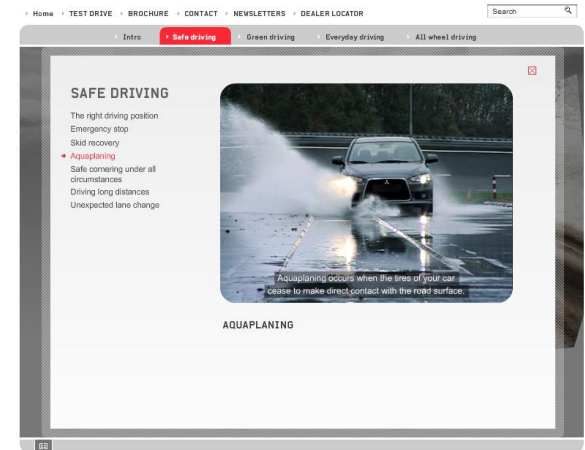 Home TEST DRIVE BROCHURE CONTACT NEWSLETTERS DEALER LOCATOR Search
Intro Safe driving Green driving Everyday driving All wheel driving
SAFE DRIVING
The right driving position
Emergency stop
Skid recovery
Aquaplaning
Safe cornering under all
circumstances
Driving long distances
Unexpected lane change
Aquaplaning occurs when the tires of your car
cease to make direct contact with the road surface.
AQUAPLANING